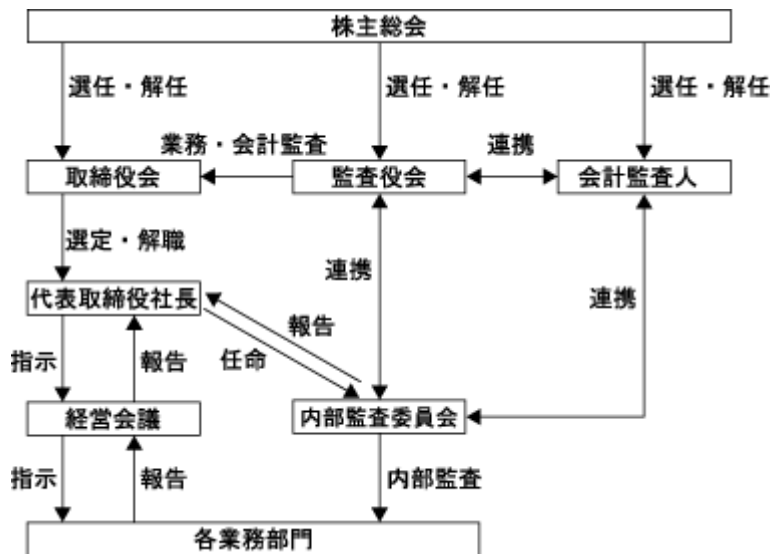 株主総会
選任・解任
選任・解任
選任・解任
業務・会計監査
連携
取締役会
監査役会
会計監査人
選定・解職
連携
連携
代表取締役社長
報告
指示
報告
任命
経営会議
内部監査委員会
指示
報告
内部監査
各業務部門